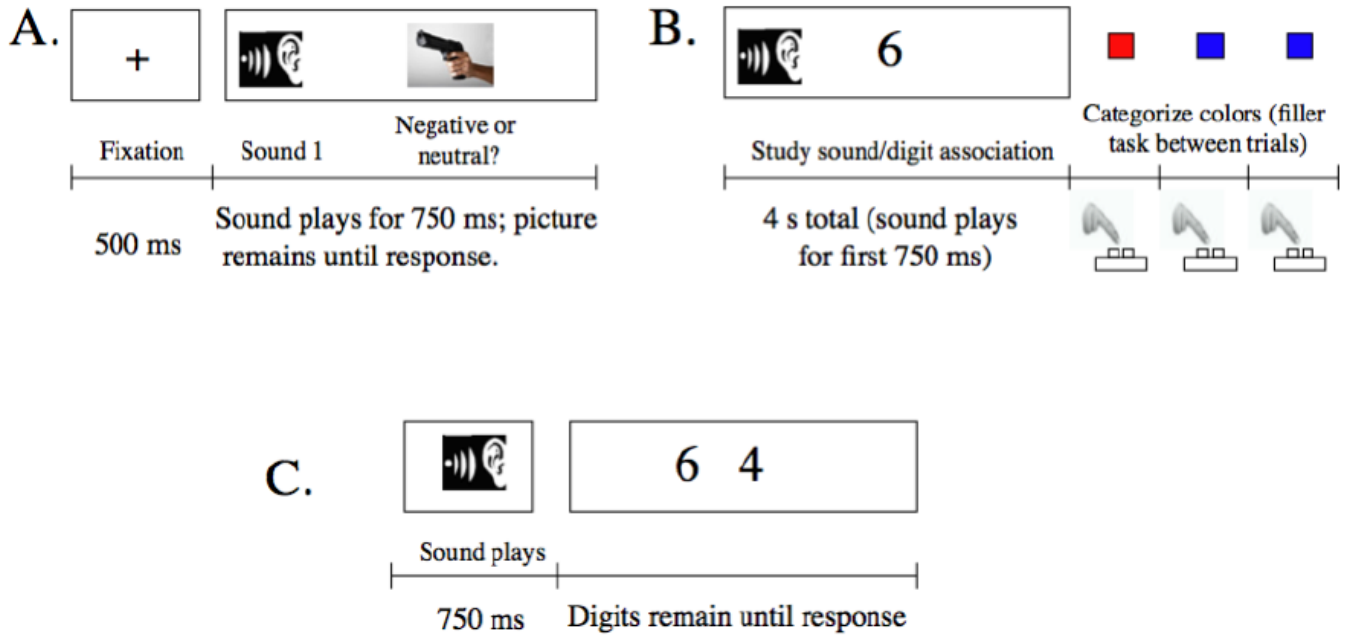 A.
+
Fixation
Sound 1
Negative or
neutral?
500 ms
Sound plays for 750 ms; picture
remains until response.
B.
6
Study sound/digit association
Categorize colors (filler
task between trials)
4 s total (sound plays
for first 750 ms)
C.
6 4
Sound plays
750 ms
Digits remain until response